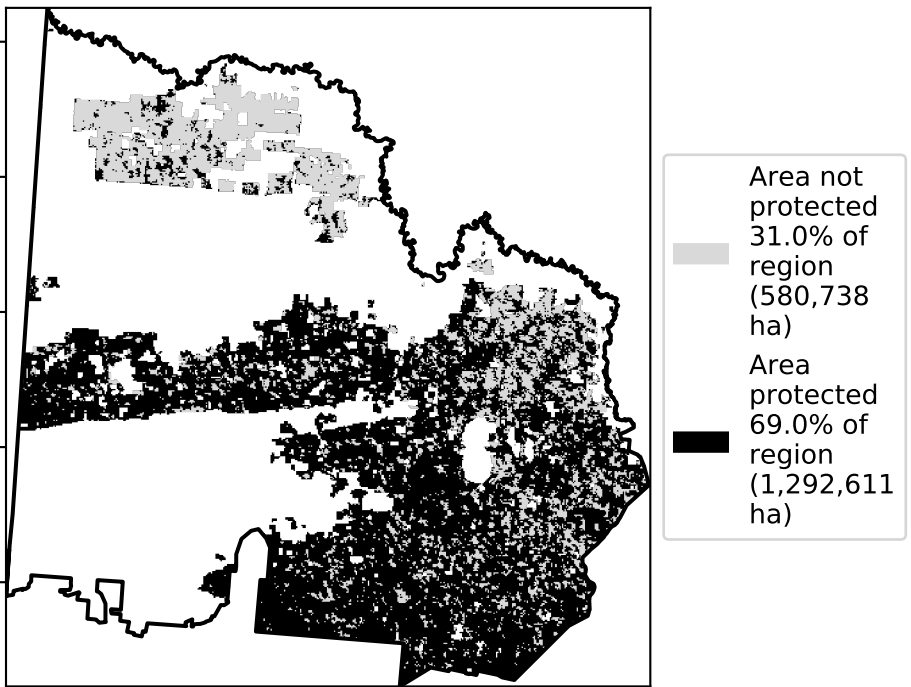 Area not
protected
31.0% of
region
(580,738
ha)
Area
protected
69.0% of
region
(1,292,611
ha)